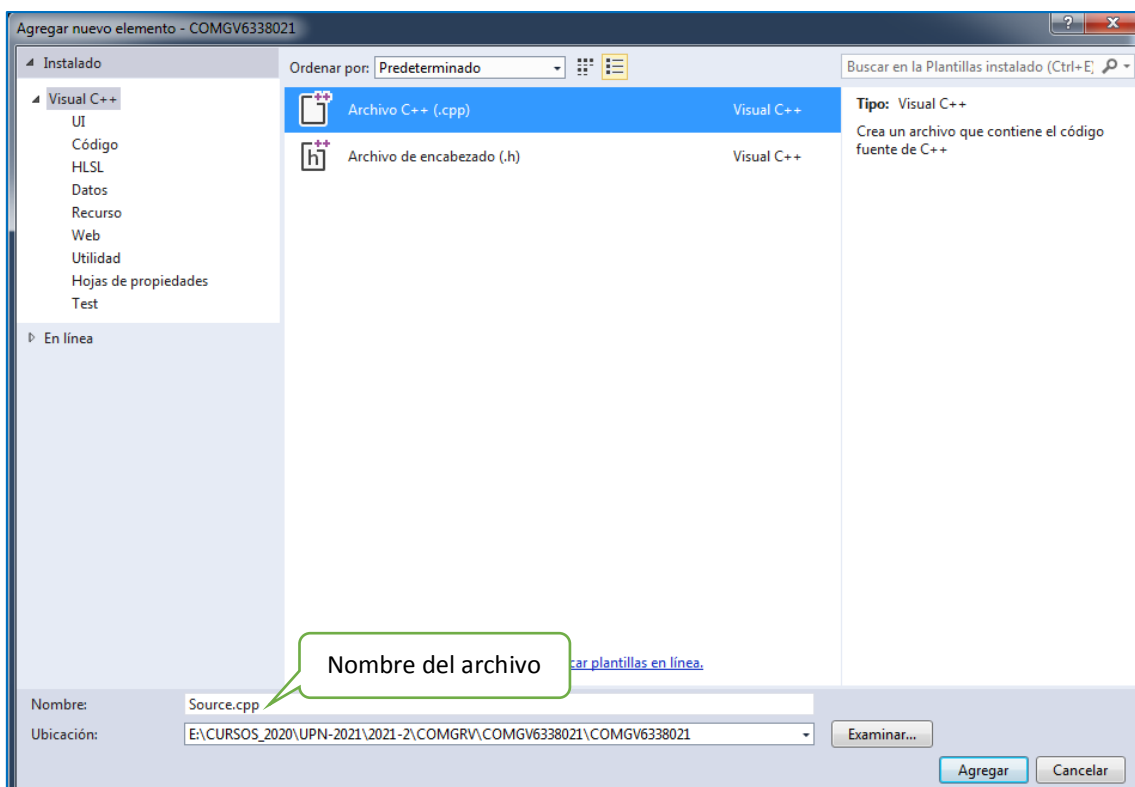 Agregar nuevo elemento - COMGV6338021
Instalado
Visual C++
UI
Código
HLSL
Datos
Recurso
Web
Utilidad
Hojas de propiedades
Test
En línea
Ordenar por: Predeterminado
Archivo C++ (.cpp) Visual C++
Archivo de encabezado (.h) Visual C++
Buscar en la Plantillas instalado (Ctrl+E)
Tipo: Visual C++
Crea un archivo que contiene el código
fuente de C++
Nombre del archivo
car plantillas en línea.
Nombre: Source.cpp
Ubicación: E:\CURSOS_2020\UPN-2021\2021-2\COMGRV\COMGV6338021\COMGV6338021
Examinar...
Agregar Cancelar